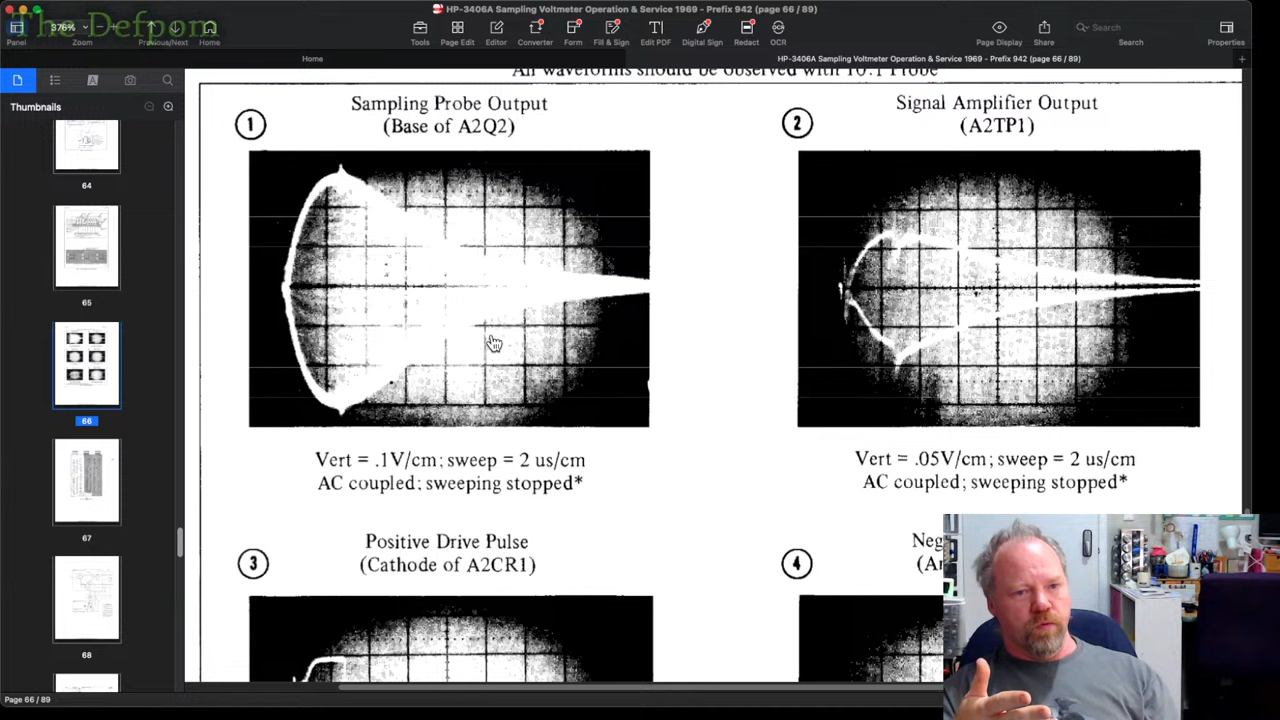 HP-3406A Sampling Voltmeter Operation & Service 1969 - Prefix 942 (page 66 / 89)
The Defpom
376%
Panel
Zoom
Previous/Next
Home
Tools
Page Edit
Editor
Converter
Form
Fill & Sign
Edit PDF
Digital Sign
Redact
OCR
Page Display
Share
Search
Search
Properties
Home
HP-3406A Sampling Voltmeter Operation & Service 1969 - Prefix 942 (page 66 / 89)
Thumbnails
64
65
66
67
68
Page 66 / 89
All waveforms should be observed with 10:1 Probe
1
Sampling Probe Output
(Base of A2Q2)
Vert = .1V/cm; sweep = 2 us/cm
AC coupled; sweeping stopped*
2
Signal Amplifier Output
(A2TP1)
Vert = .05V/cm; sweep = 2 us/cm
AC coupled; sweeping stopped*
3
Positive Drive Pulse
(Cathode of A2CR1)
4